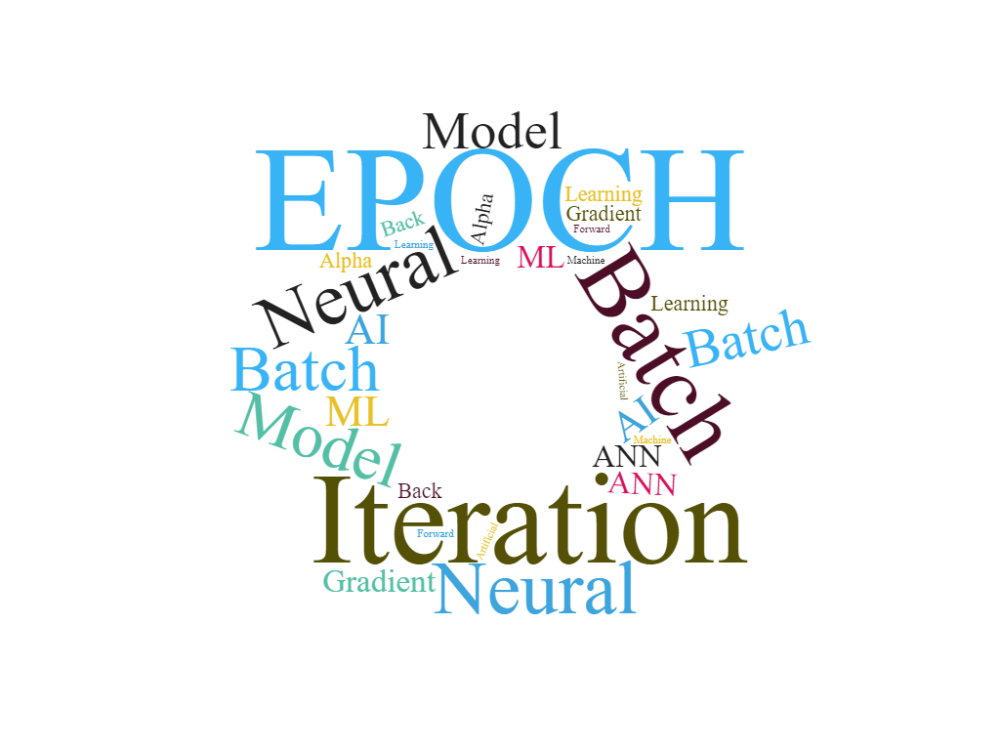 Model
EPOCH
Learning
Alpha
Gradient
Back
Forward
Learning
Neural
Alpha
Learning
ML
Machine
Batch
Learning
AI
Batch
Batch
Artificial
ML
AI
Model
Machine
ANN
ANN
Back
Iteration
Forward
Artificial
Gradient
Neural